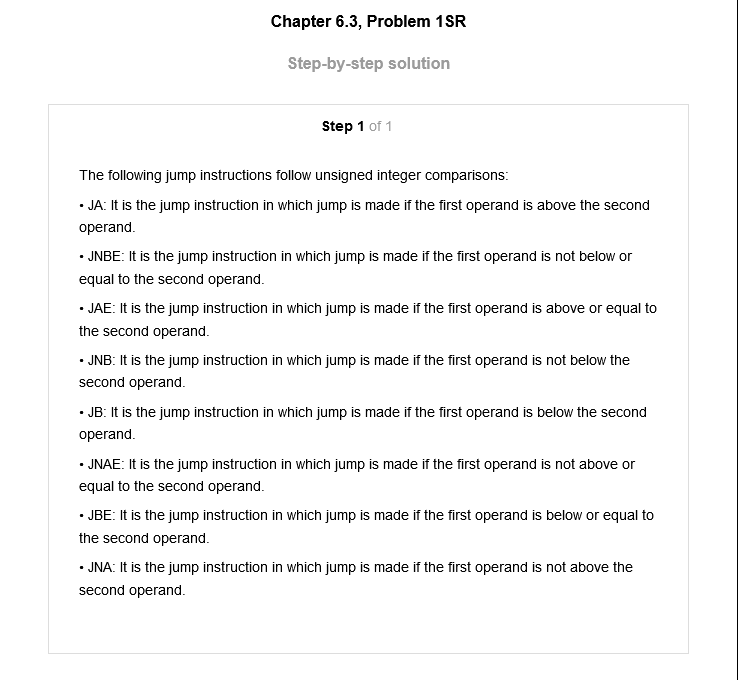 Chapter 6.3, Problem 1SR
Step-by-step solution
Step 1 of 1
The following jump instructions follow unsigned integer comparisons:
• JA: It is the jump instruction in which jump is made if the first operand is above the second
operand.
• JNBE: It is the jump instruction in which jump is made if the first operand is not below or
equal to the second operand.
• JAE: It is the jump instruction in which jump is made if the first operand is above or equal to
the second operand.
• JNB: It is the jump instruction in which jump is made if the first operand is not below the
second operand.
• JB: It is the jump instruction in which jump is made if the first operand is below the second
operand.
• JNAE: It is the jump instruction in which jump is made if the first operand is not above or
equal to the second operand.
• JBE: It is the jump instruction in which jump is made if the first operand is below or equal to
the second operand.
• JNA: It is the jump instruction in which jump is made if the first operand is not above the
second operand.